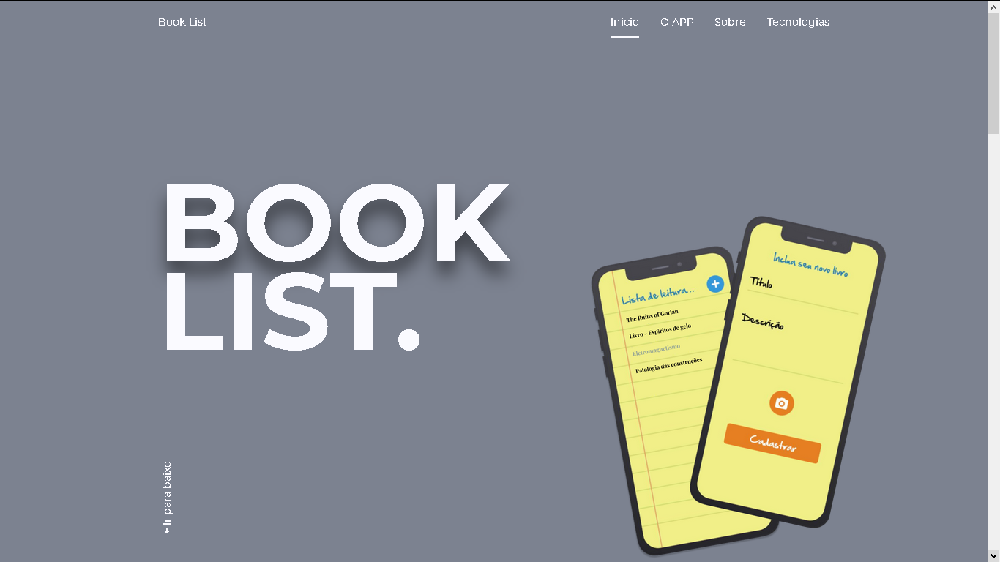 Book List
Inicio O APP Sobre Tecnologias
BOOK
LIST.
Lista de leitura...
The Ruins of Gorlan
Livro - Espiritos de gelo
Eletromagnetismo
Patologia das construções
Inclua seu novo livro
Título
Descrição
Cadastrar
← Ir para baixo